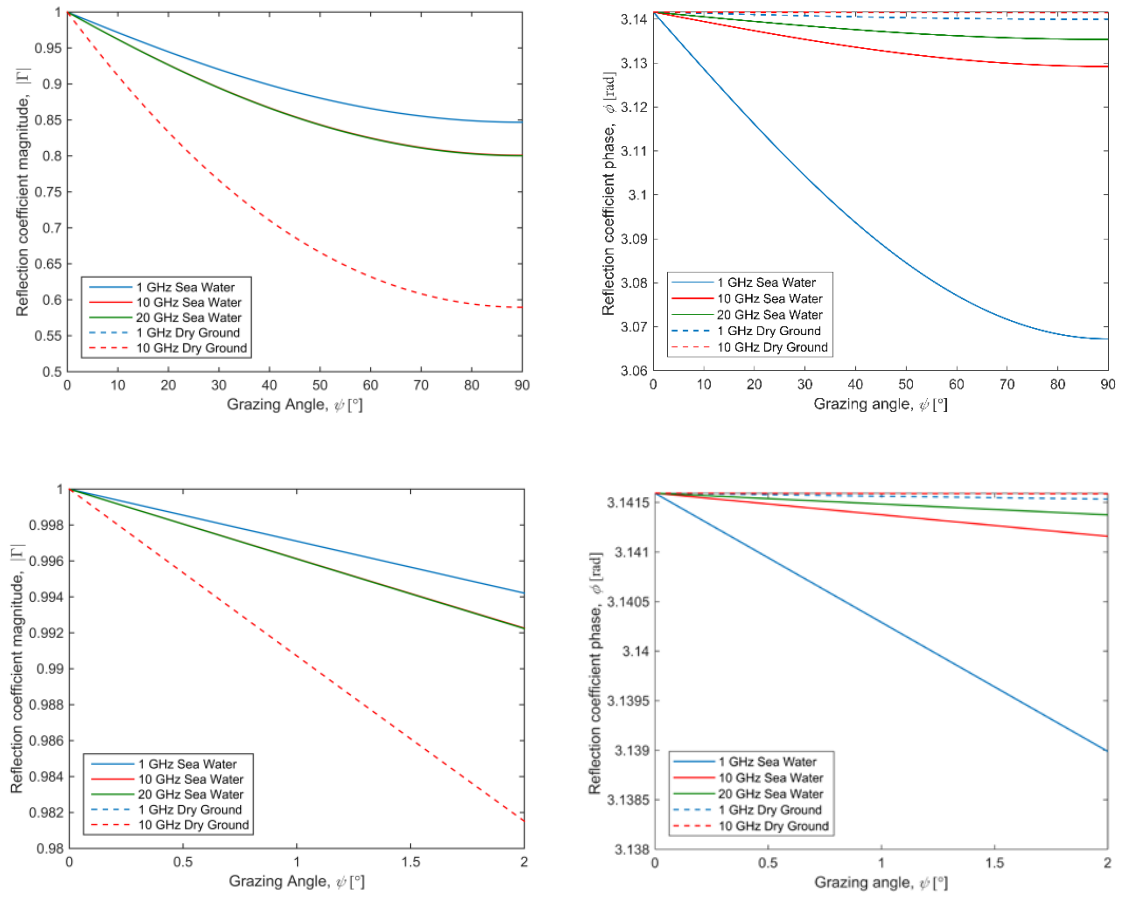 1
0.95
0.9
0.85
0.8
0.75
0.7
0.65
0.6
0.55
0.5
Reflection coefficient magnitude, |Γ|
1 GHz Sea Water
10 GHz Sea Water
20 GHz Sea Water
1 GHz Dry Ground
10 GHz Dry Ground
0 10 20 30 40 50 60 70 80 90
Grazing Angle, ψ [°]
3.14
3.13
3.12
3.11
3.1
3.09
3.08
3.07
3.06
Reflection coefficient phase, ϕ [rad]
1 GHz Sea Water
10 GHz Sea Water
20 GHz Sea Water
1 GHz Dry Ground
10 GHz Dry Ground
0 10 20 30 40 50 60 70 80 90
Grazing angle, ψ [°]
1
0.998
0.996
0.994
0.992
0.99
0.988
0.986
0.984
0.982
0.98
Reflection coefficient magnitude, |Γ|
1 GHz Sea Water
10 GHz Sea Water
20 GHz Sea Water
1 GHz Dry Ground
10 GHz Dry Ground
0 0.5 1 1.5 2
Grazing Angle, ψ [°]
3.1415
3.141
3.1405
3.14
3.1395
3.139
3.1385
3.138
Reflection coefficient phase, ϕ [rad]
1 GHz Sea Water
10 GHz Sea Water
20 GHz Sea Water
1 GHz Dry Ground
10 GHz Dry Ground
0 0.5 1 1.5 2
Grazing angle, ψ [°]